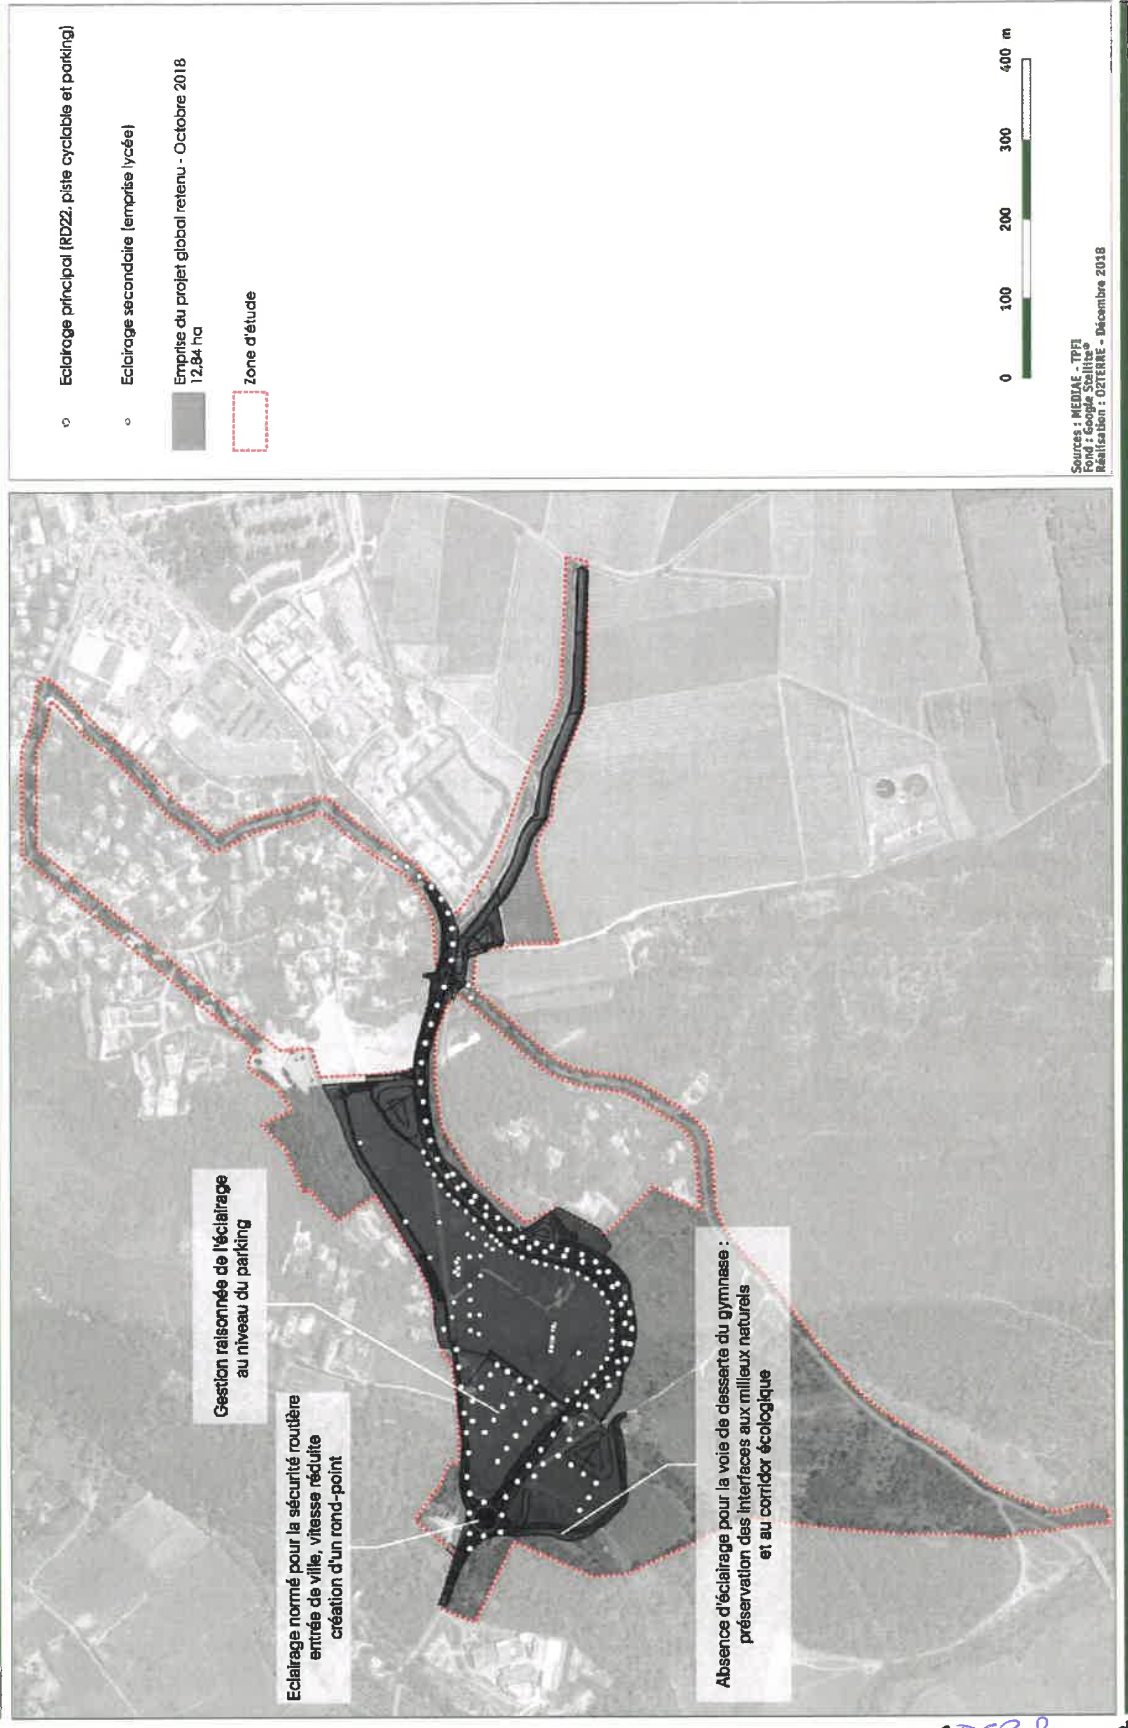 Eclairage principal (RD22, piste cyclable et parking)
Eclairage secondaire (emprise lycée)
Emprise du projet global retenu - Octobre 2018
12,84 ha
Zone d'étude
0 100 200 300 400 m
Sources : MEDIAE - TPFI
Fond : Google Stellite®
Réalisation : O2TERRE - Décembre 2018
Gestion raisonnée de l'éclairage
au niveau du parking
Eclairage normé pour la sécurité routière
entrée de ville, vitesse réduite
création d'un rond-point
Absence d'éclairage pour la voie de desserte du gymnase :
préservation des interfaces aux milieux naturels
et au corridor écologique